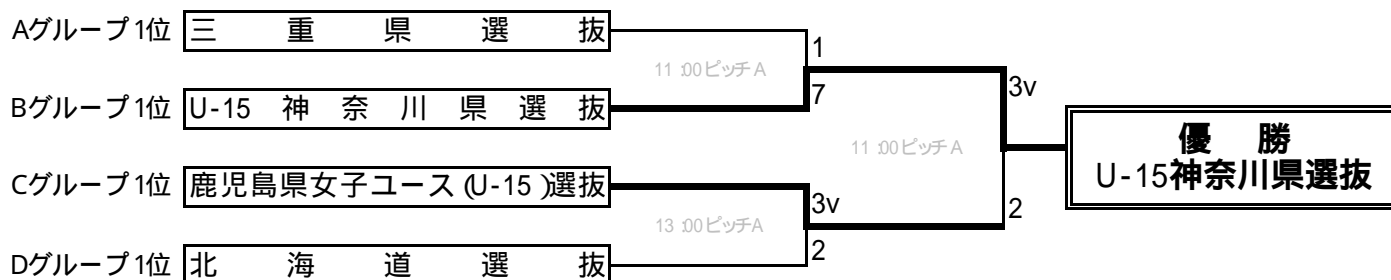 Aグループ1位 三重県選抜
1
11:00ピッチA
3v
7
Bグループ1位 U-15 神奈川県選抜
優 勝
11:00ピッチA
U-15神奈川県選抜
Cグループ1位 鹿児島県女子ユース(U-15)選抜
3v
2
13:00ピッチA
2
Dグループ1位 北海道選抜